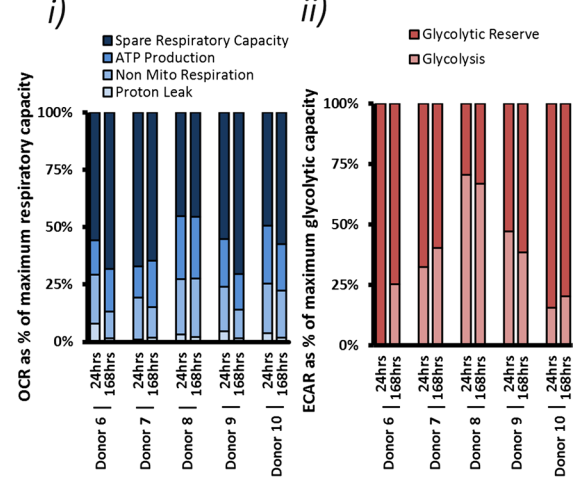 i)
Spare Respiratory Capacity
ATP Production
Non Mito Respiration
Proton Leak
OCR as % of maximum respiratory capacity
100%
75%
50%
25%
0%
24hrs
168hrs
24hrs
168hrs
24hrs
168hrs
24hrs
168hrs
24hrs
168hrs
Donor 6
Donor 7
Donor 8
Donor 9
Donor 10
ii)
Glycolytic Reserve
Glycolysis
ECAR as % of maximum glycolytic capacity
100%
75%
50%
25%
0%
24hrs
168hrs
24hrs
168hrs
24hrs
168hrs
24hrs
168hrs
24hrs
168hrs
Donor 6
Donor 7
Donor 8
Donor 9
Donor 10